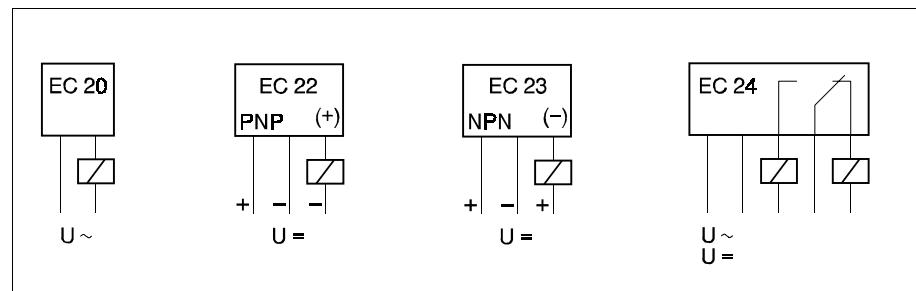 EC 20
U ~
EC 22
PNP (+)
+ − −
U =
EC 23
NPN (−)
+ − +
U =
EC 24
U ~
U =